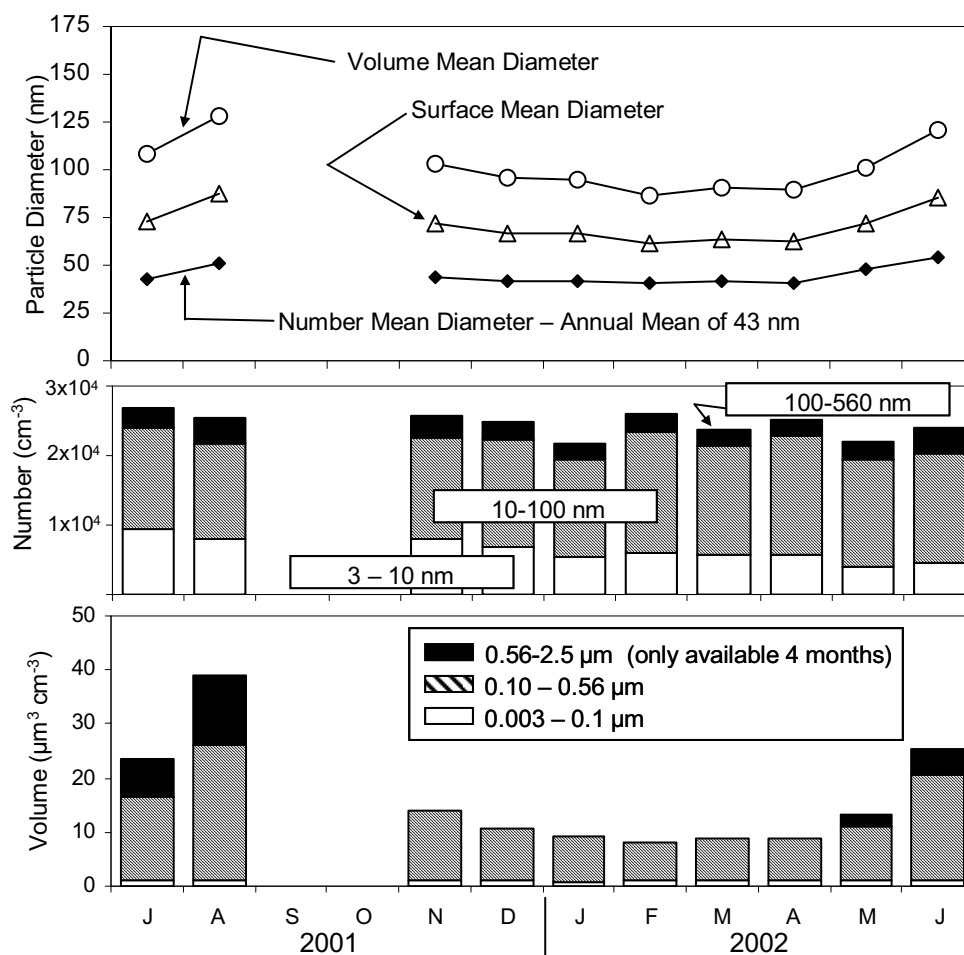 175
150
125
100
75
50
25
0
Particle Diameter (nm)
Volume Mean Diameter
Surface Mean Diameter
Number Mean Diameter – Annual Mean of 43 nm
3x10⁴
2x10⁴
1x10⁴
Number (cm⁻³)
100-560 nm
10-100 nm
3 – 10 nm
50
40
30
20
10
0
Volume (µm³ cm⁻³)
0.56-2.5 µm (only available 4 months)
0.10 – 0.56 µm
0.003 – 0.1 µm
J A S O N D J F M A M J
2001 2002